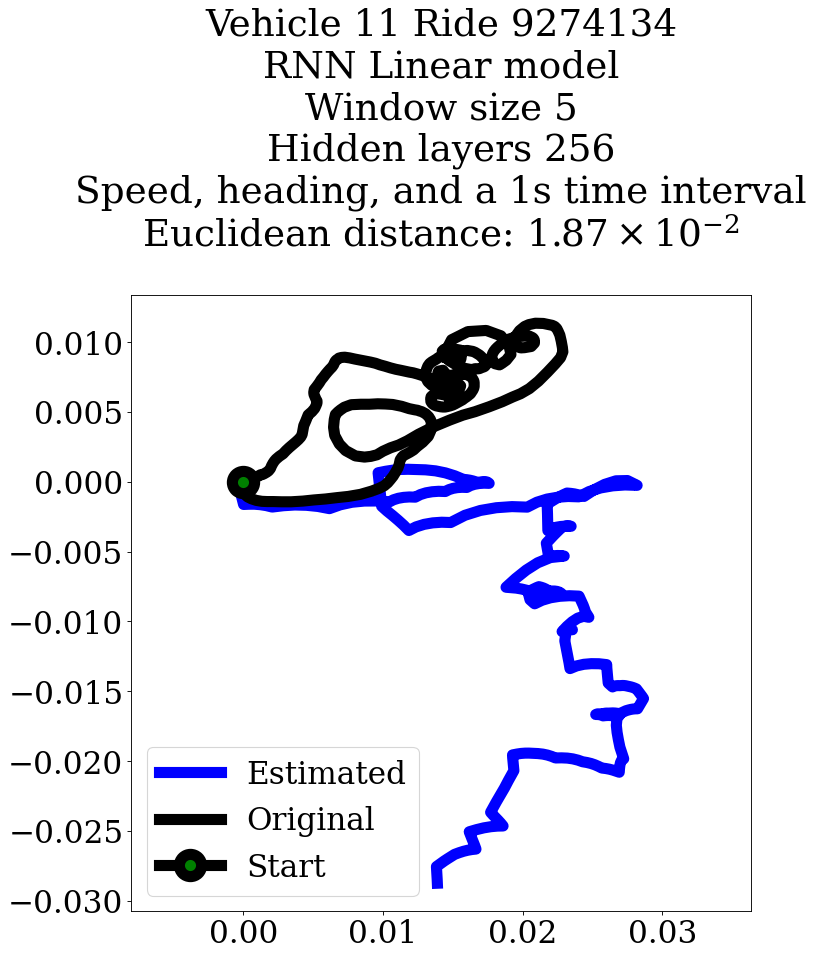 Vehicle 11 Ride 9274134
RNN Linear model
Window size 5
Hidden layers 256
Speed, heading, and a 1s time interval
Euclidean distance: 1.87 × 10⁻²
0.010
0.005
0.000
−0.005
−0.010
−0.015
−0.020
−0.025
−0.030
Estimated
Original
Start
0.00 0.01 0.02 0.03